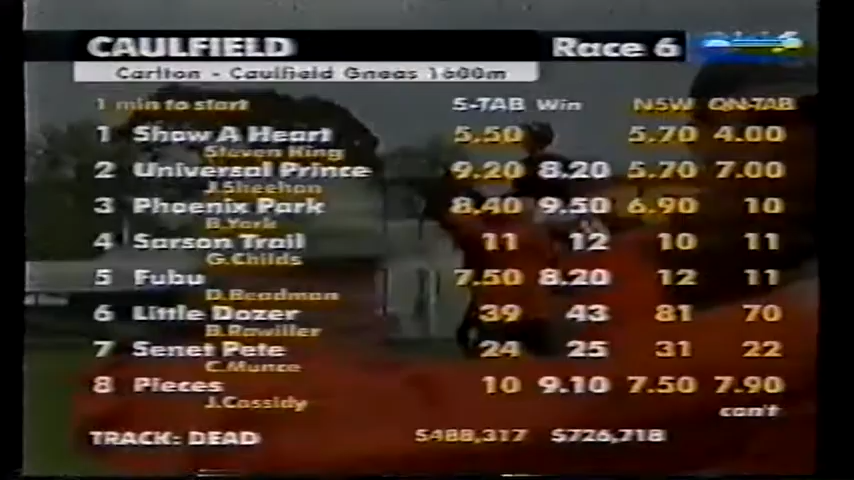 CAULFIELD Race 6
Carlton - Caulfield Gneas 1600m
1 min to start S-TAB Win NSW QN-TAB
1 Show A Heart 5.50 5.70 4.00
Steven King
2 Universal Prince 9.20 8.20 5.70 7.00
J.Sheehan
3 Phoenix Park 8.40 9.50 6.90 10
B.York
4 Sarson Trail 11 12 10 11
G.Childs
5 Fubu 7.50 8.20 12 11
D.Beadman
6 Little Dozer 39 43 81 70
B.Rawiller
7 Senet Pete 24 25 31 22
C.Munce
8 Pieces 10 9.10 7.50 7.90
J.Cassidy
con't
TRACK: DEAD $488,317 $726,718